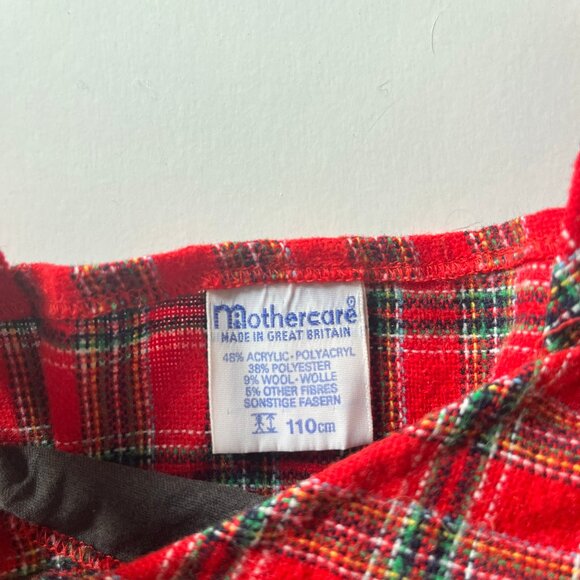 mothercare
MADE IN GREAT BRITAIN
48% ACRYLIC·POLYACRYL
38% POLYESTER
9% WOOL·WOLLE
5% OTHER FIBRES
SONSTIGE FASERN
110cm